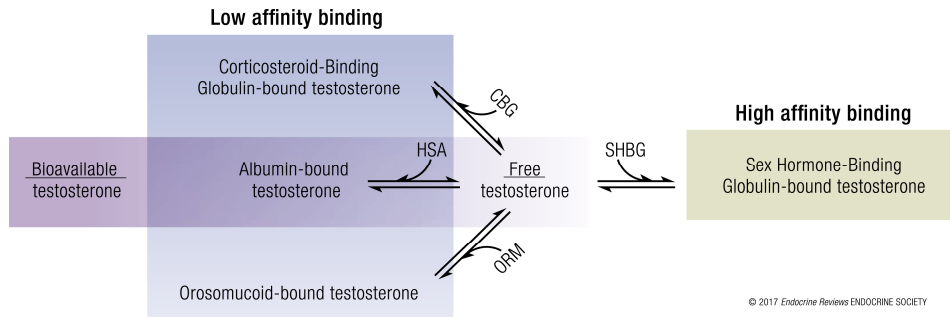 Low affinity binding
Corticosteroid-Binding
Globulin-bound testosterone
CBG
High affinity binding
Bioavailable
testosterone
Albumin-bound
testosterone
HSA
Free
testosterone
SHBG
Sex Hormone-Binding
Globulin-bound testosterone
ORM
Orosomucoid-bound testosterone
© 2017 Endocrine Reviews ENDOCRINE SOCIETY